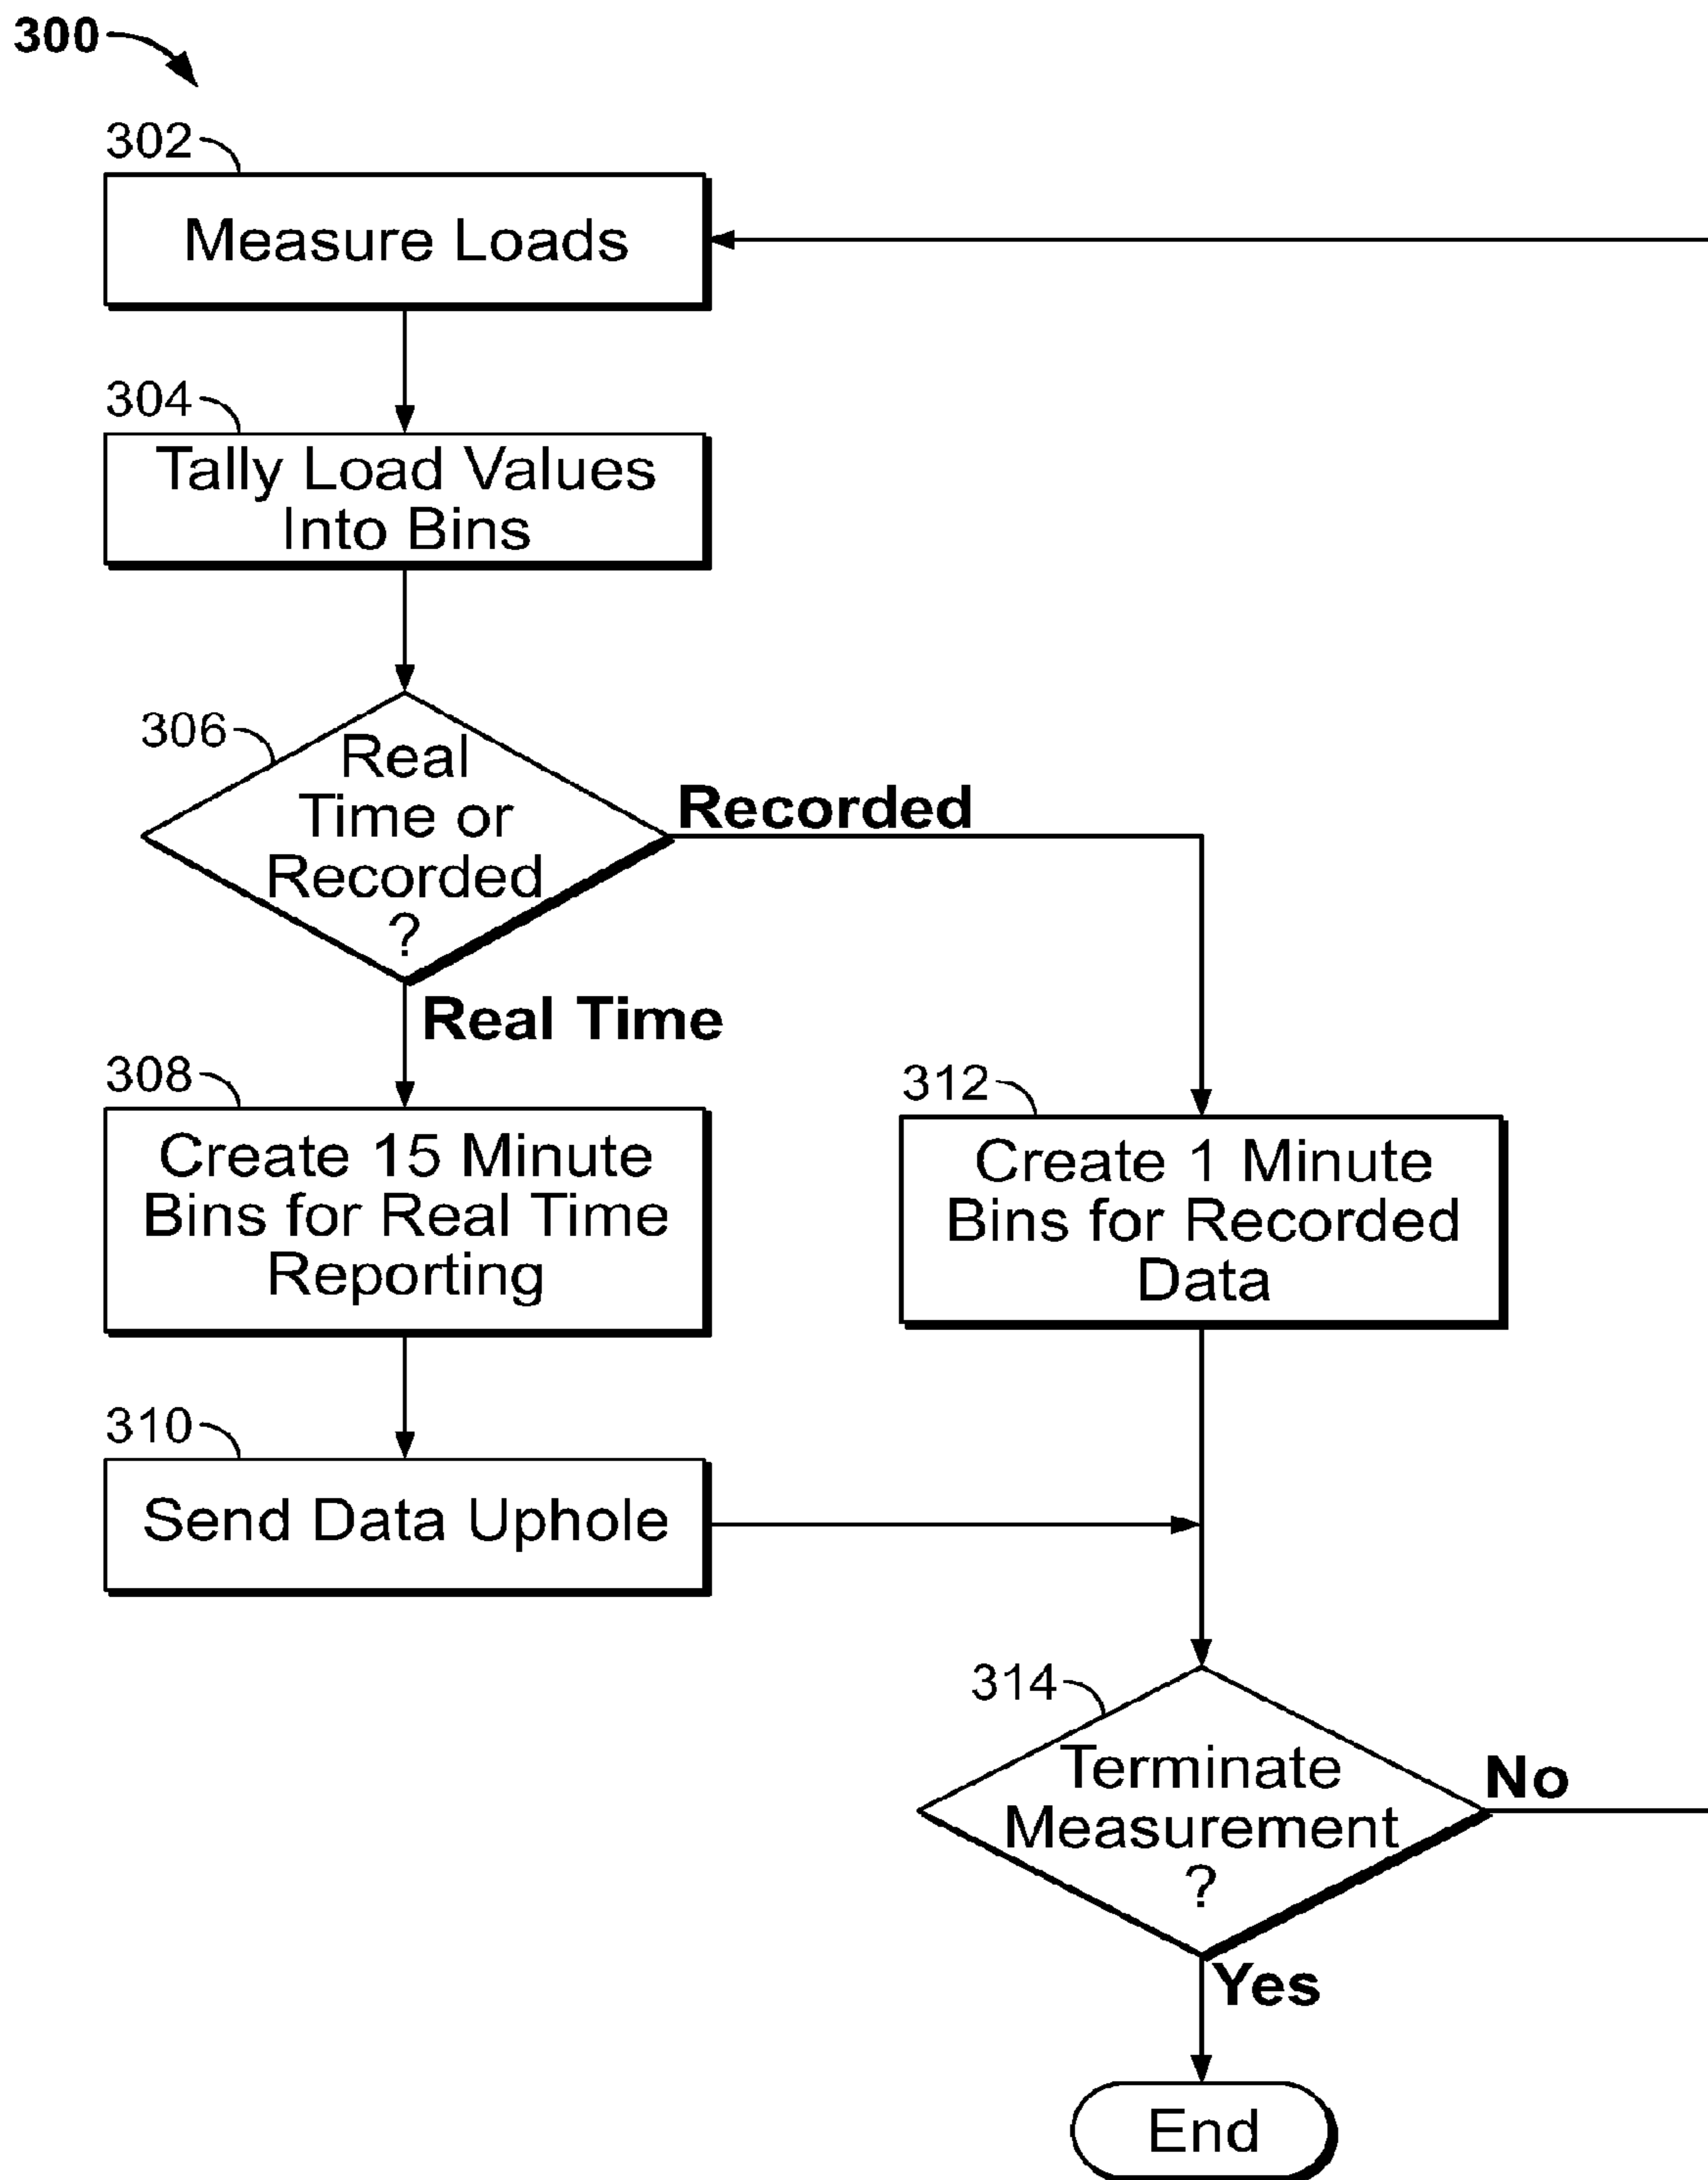 300
302
Measure Loads
304
Tally Load Values
Into Bins
306
Real
Time or
Recorded
?
Recorded
Real Time
308
Create 15 Minute
Bins for Real Time
Reporting
312
Create 1 Minute
Bins for Recorded
Data
310
Send Data Uphole
314
Terminate
Measurement
?
No
Yes
End